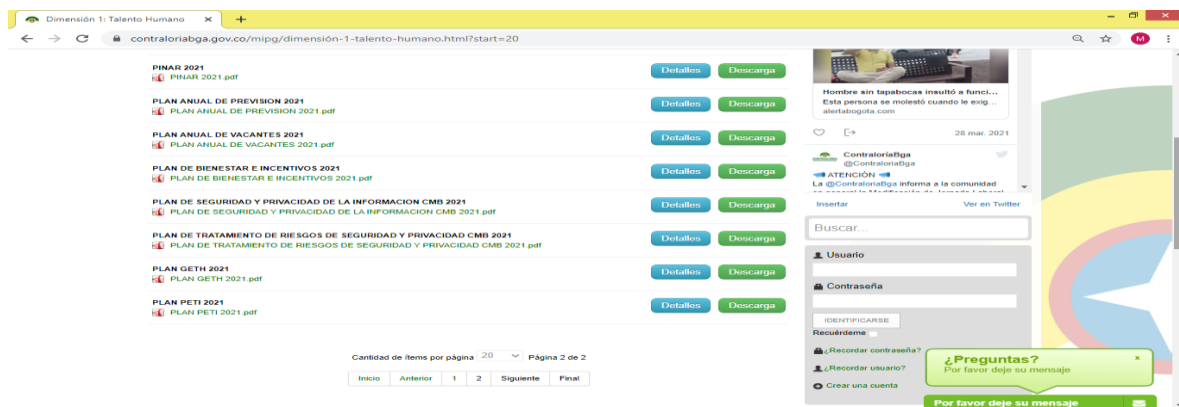 Dimensión 1: Talento Humano
contraloriabga.gov.co/mipg/dimensión-1-talento-humano.html?start=20
M
PINAR 2021
PINAR 2021.pdf
Detalles
Descarga
PLAN ANUAL DE PREVISION 2021
PLAN ANUAL DE PREVISION 2021.pdf
Detalles
Descarga
PLAN ANUAL DE VACANTES 2021
PLAN ANUAL DE VACANTES 2021.pdf
Detalles
Descarga
PLAN DE BIENESTAR E INCENTIVOS 2021
PLAN DE BIENESTAR E INCENTIVOS 2021.pdf
Detalles
Descarga
PLAN DE SEGURIDAD Y PRIVACIDAD DE LA INFORMACION CMB 2021
PLAN DE SEGURIDAD Y PRIVACIDAD DE LA INFORMACION CMB 2021.pdf
Detalles
Descarga
PLAN DE TRATAMIENTO DE RIESGOS DE SEGURIDAD Y PRIVACIDAD CMB 2021
PLAN DE TRATAMIENTO DE RIESGOS DE SEGURIDAD Y PRIVACIDAD CMB 2021.pdf
Detalles
Descarga
PLAN GETH 2021
PLAN GETH 2021.pdf
Detalles
Descarga
PLAN PETI 2021
PLAN PETI 2021.pdf
Detalles
Descarga
Cantidad de ítems por página 20 Página 2 de 2
Inicio Anterior 1 2 Siguiente Final
Hombre sin tapabocas insultó a funci...
Esta persona se molestó cuando le exig...
alertabogota.com
28 mar. 2021
ContraloríaBga
@ContraloriaBga
ATENCIÓN
La @ContraloriaBga informa a la comunidad
en general la Modificación de Jornada Laboral
Insertar
Ver en Twitter
Buscar...
Usuario
Contraseña
IDENTIFICARSE
Recuérdeme
¿Recordar contraseña?
¿Recordar usuario?
Crear una cuenta
¿Preguntas?
x
Por favor deje su mensaje
Por favor deje su mensaje